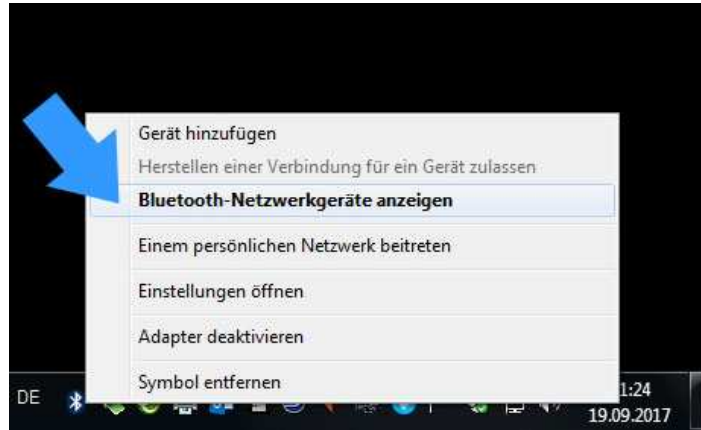 Gerät hinzufügen
Herstellen einer Verbindung für ein Gerät zulassen
Bluetooth-Netzwerkgeräte anzeigen
Einem persönlichen Netzwerk beitreten
Einstellungen öffnen
Adapter deaktivieren
Symbol entfernen
DE
:24
19.09.2017